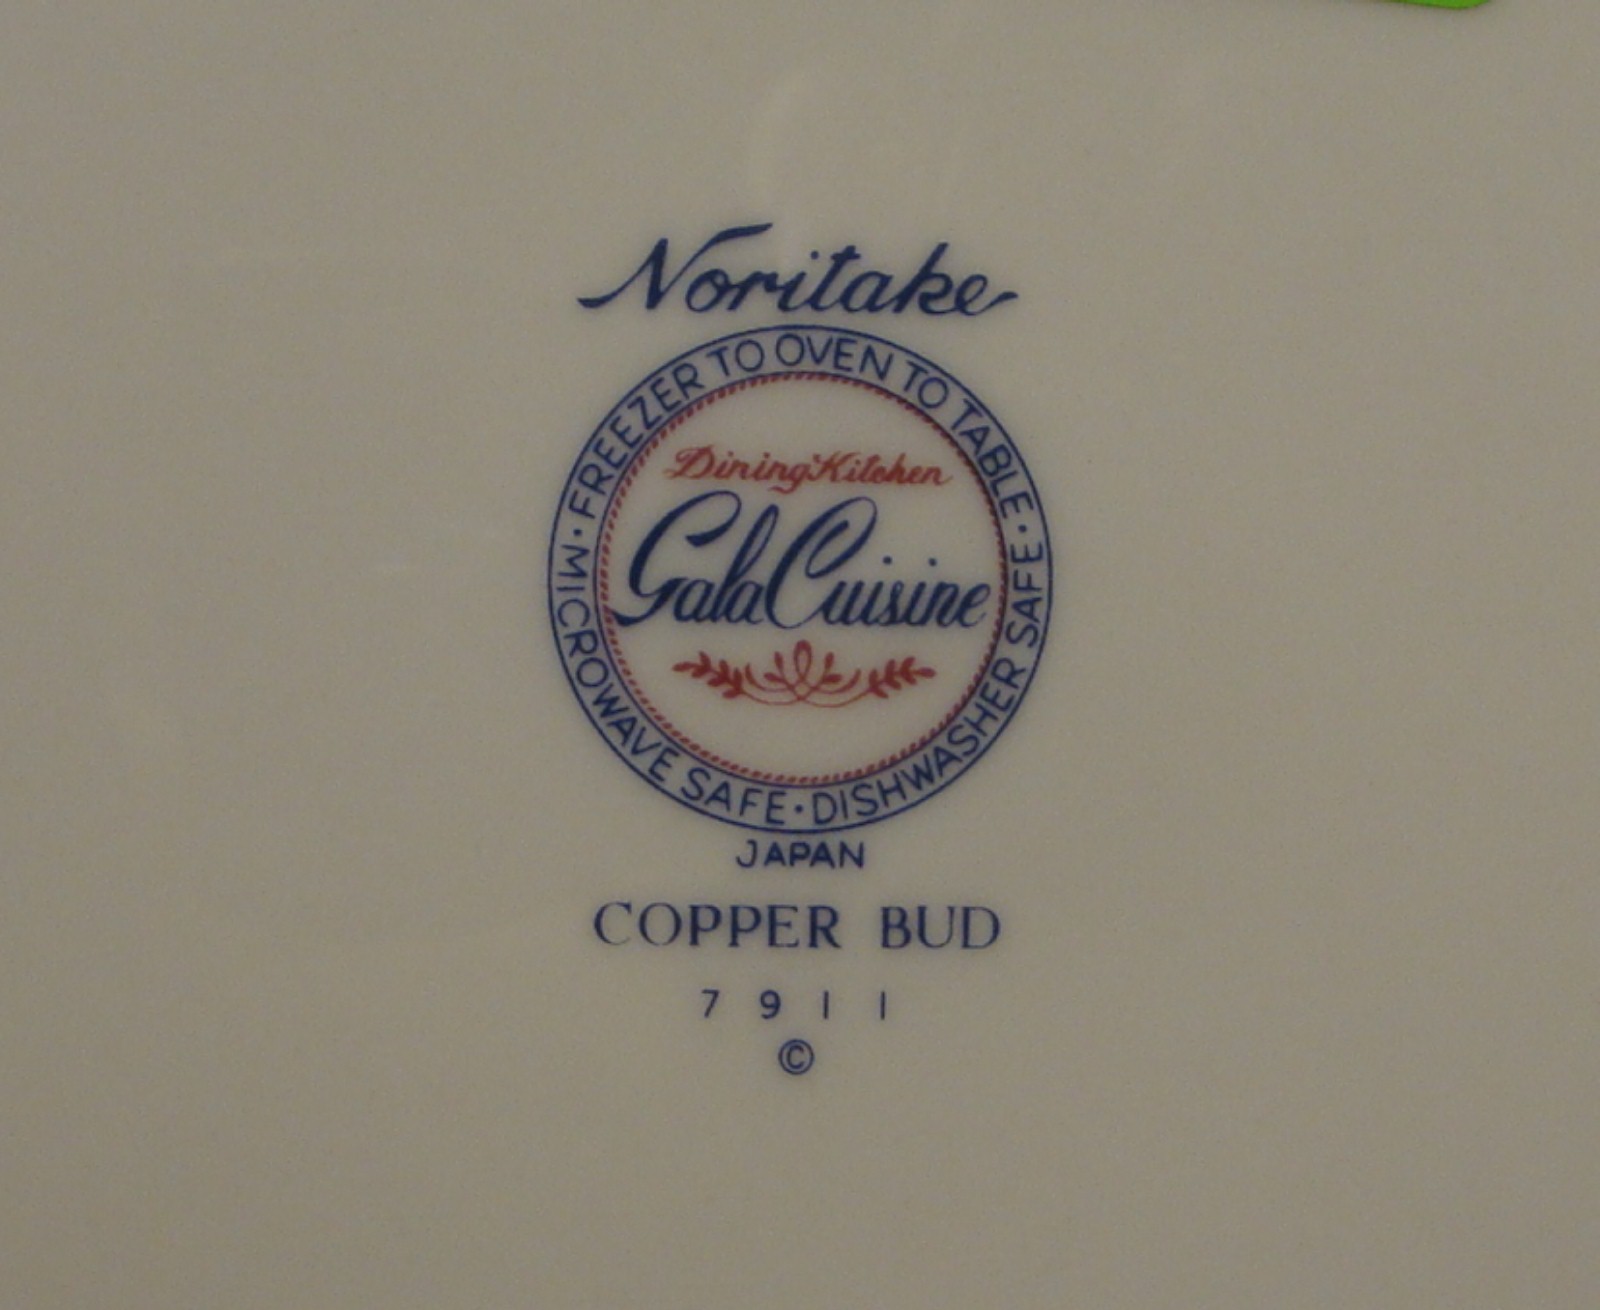 Noritake
FREEZER TO OVEN TO TABLE · DISHWASHER SAFE · MICROWAVE SAFE ·
Dining Kitchen
Gala Cuisine
JAPAN
COPPER BUD
7911
©